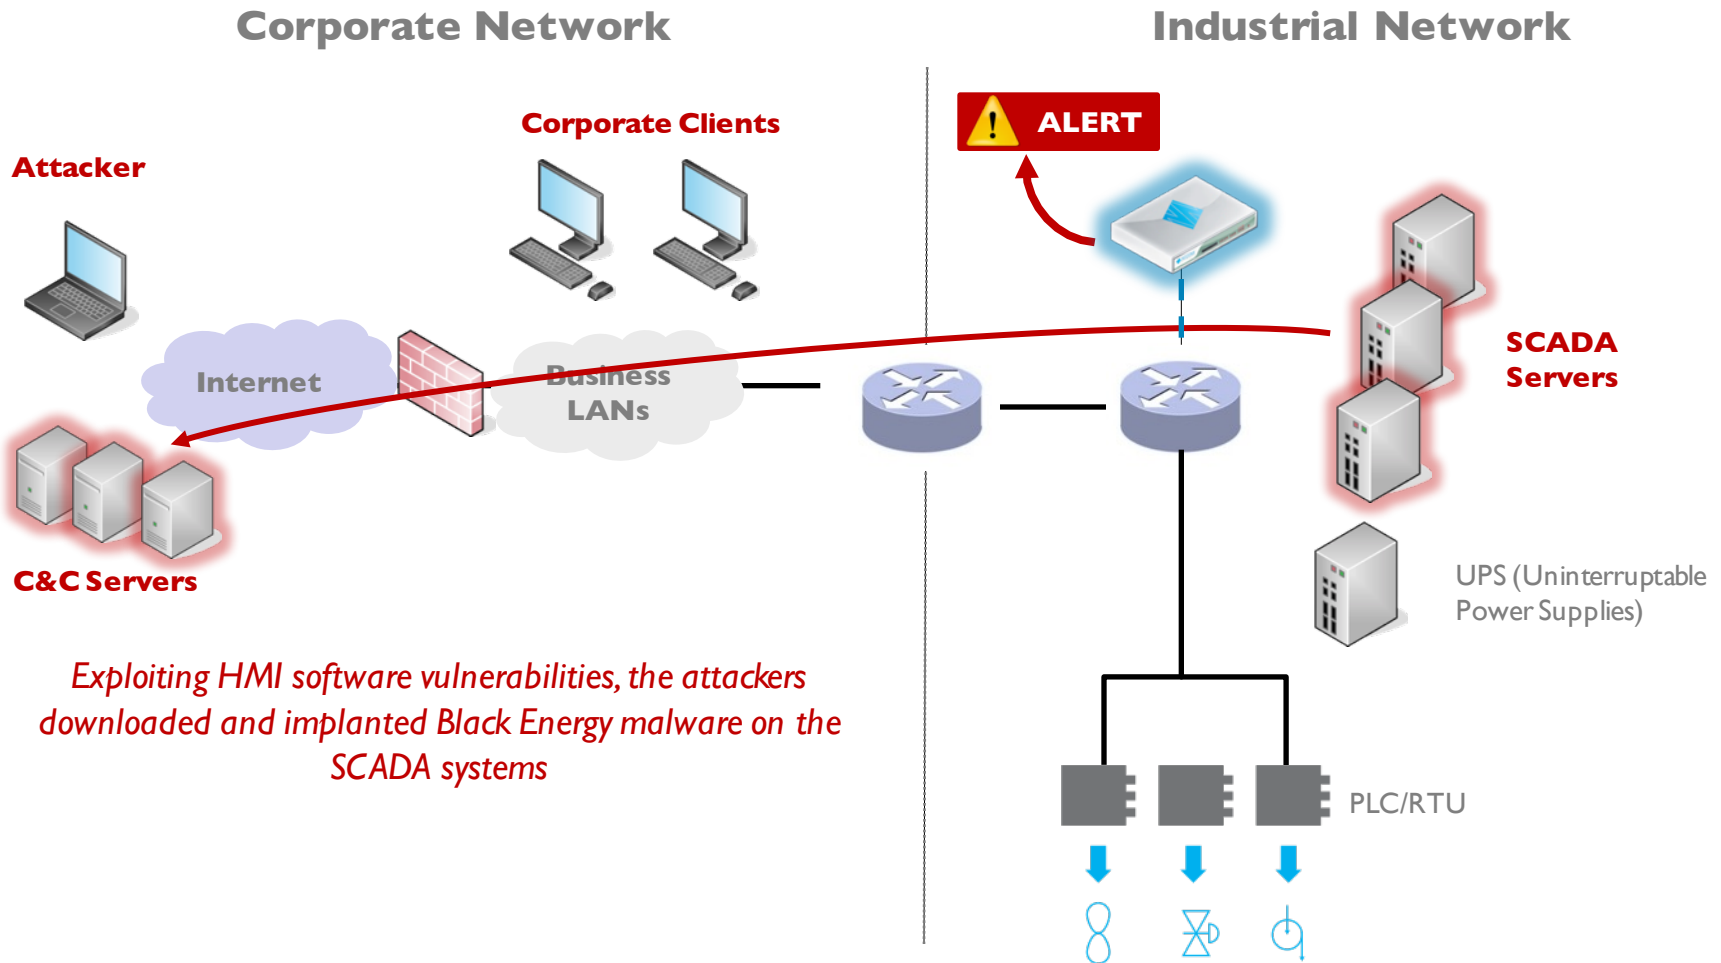 Corporate Network
Industrial Network
ALERT
Corporate Clients
Attacker
SCADA
Servers
Internet
Business
LANs
C&C Servers
UPS (Uninterruptable
Power Supplies)
Exploiting HMI software vulnerabilities, the attackers
downloaded and implanted Black Energy malware on the
SCADA systems
PLC/RTU